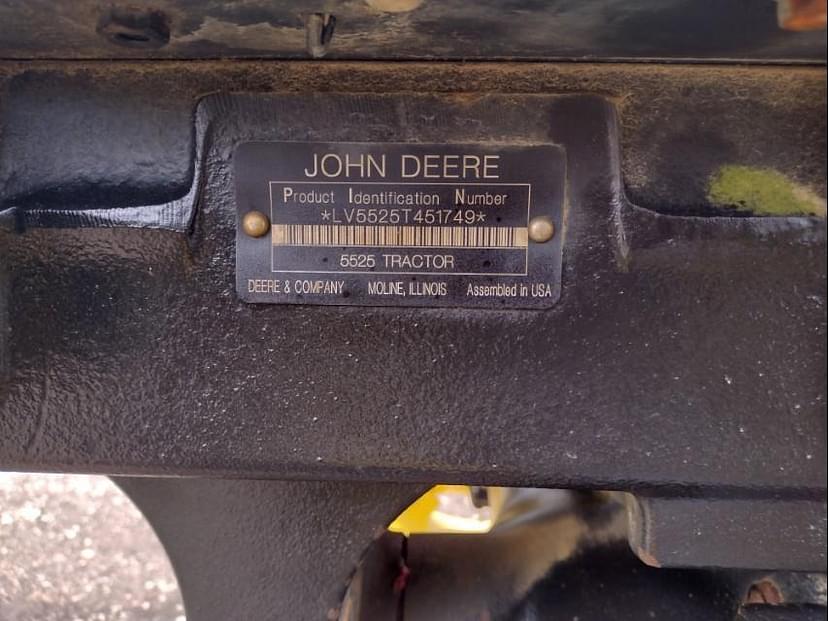 JOHN DEERE
Product Identification Number
*LV5525T451749*
5525 TRACTOR
DEERE & COMPANY MOLINE, ILLINOIS Assembled in USA